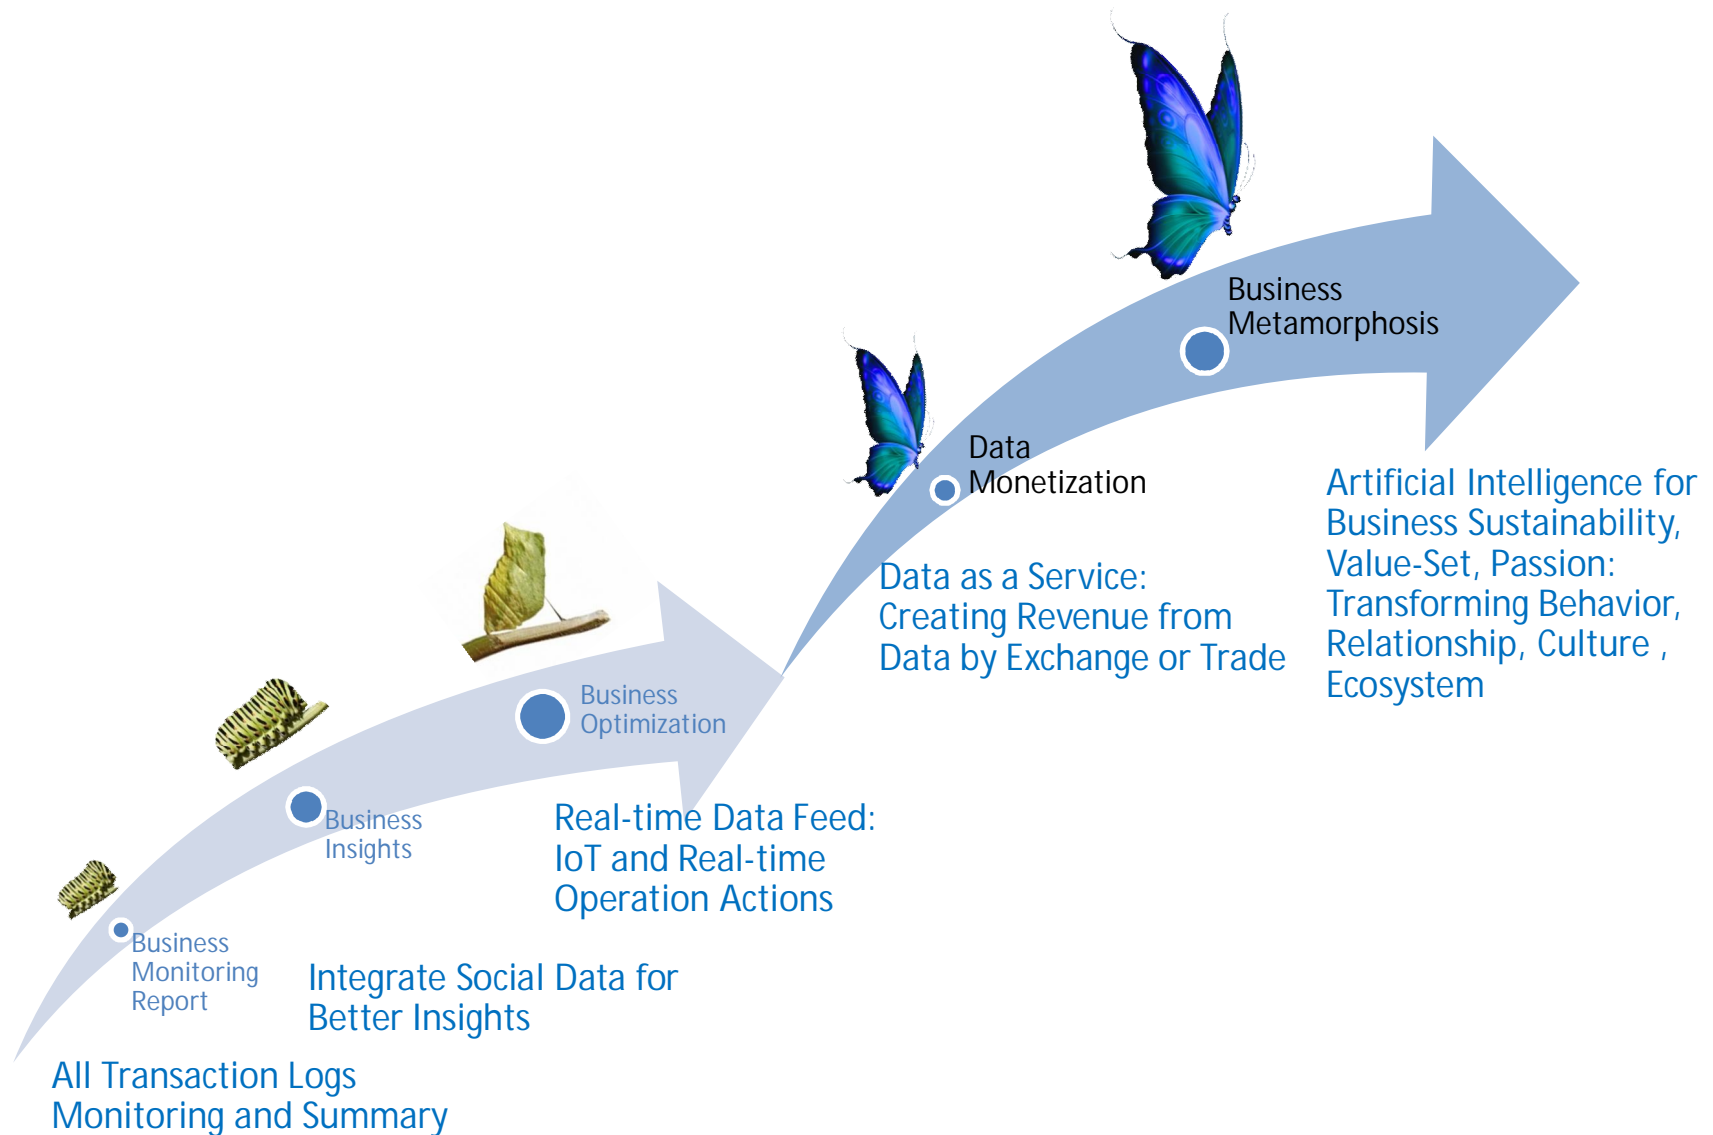 Business
Metamorphosis
Data
Monetization
Artificial Intelligence for
Business Sustainability,
Value-Set, Passion:
Transforming Behavior,
Relationship, Culture ,
Ecosystem
Data as a Service:
Creating Revenue from
Data by Exchange or Trade
Business
Optimization
Real-time Data Feed:
IoT and Real-time
Operation Actions
Business
Insights
Integrate Social Data for
Better Insights
Business
Monitoring
Report
All Transaction Logs
Monitoring and Summary